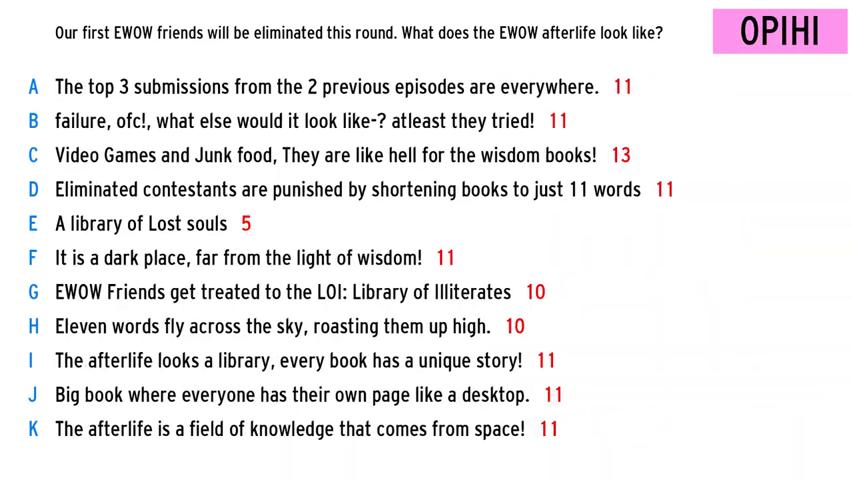 Our first EWOW friends will be eliminated this round. What does the EWOW afterlife look like?
OPIHI
A The top 3 submissions from the 2 previous episodes are everywhere. 11
B failure, ofc!, what else would it look like-? atleast they tried! 11
C Video Games and Junk food, They are like hell for the wisdom books! 13
D Eliminated contestants are punished by shortening books to just 11 words 11
E A library of Lost souls 5
F It is a dark place, far from the light of wisdom! 11
G EWOW Friends get treated to the LOI: Library of Illiterates 10
H Eleven words fly across the sky, roasting them up high. 10
I The afterlife looks a library, every book has a unique story! 11
J Big book where everyone has their own page like a desktop. 11
K The afterlife is a field of knowledge that comes from space! 11